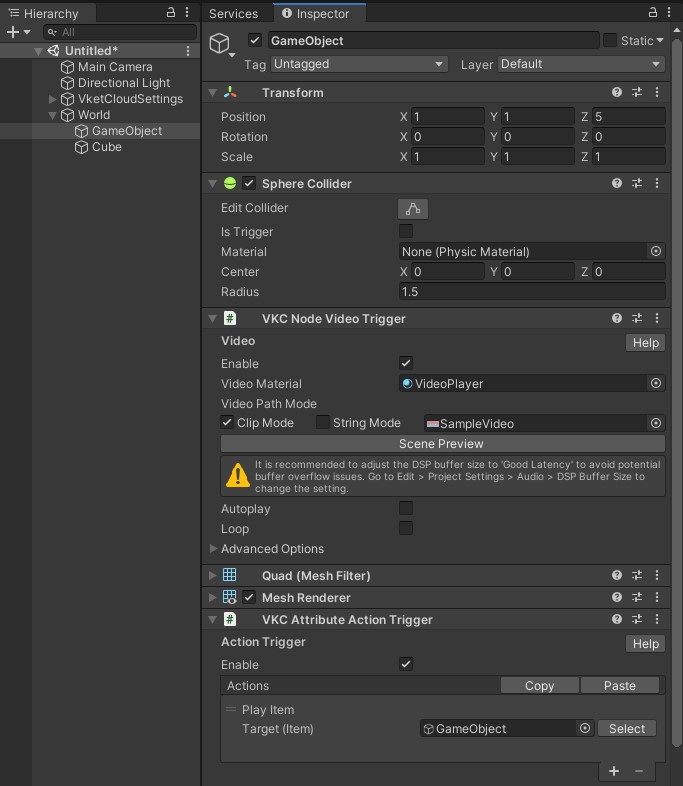 Hierarchy
All
Untitled*
Main Camera
Directional Light
VketCloudSettings
World
GameObject
Cube
Services
Inspector
GameObject
Static
Tag Untagged Layer Default
Transform
Position X 1 Y 1 Z 5
Rotation X 0 Y 0 Z 0
Scale X 1 Y 1 Z 1
Sphere Collider
Edit Collider
Is Trigger
Material None (Physic Material)
Center X 0 Y 0 Z 0
Radius 1.5
# VKC Node Video Trigger
Video Help
Enable
Video Material VideoPlayer
Video Path Mode
Clip Mode String Mode SampleVideo
Scene Preview
It is recommended to adjust the DSP buffer size to 'Good Latency' to avoid potential
buffer overflow issues. Go to Edit > Project Settings > Audio > DSP Buffer Size to
change the setting.
Autoplay
Loop
Advanced Options
Quad (Mesh Filter)
Mesh Renderer
# VKC Attribute Action Trigger
Action Trigger Help
Enable
Actions Copy Paste
Play Item
Target (Item) GameObject Select
+ −